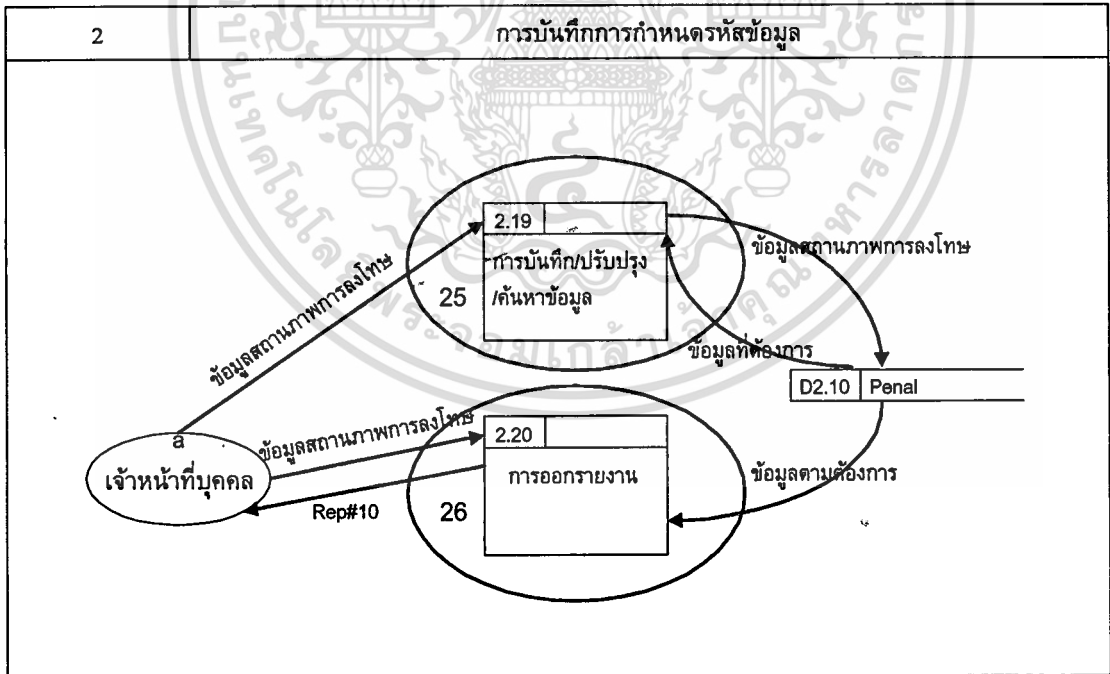 2 การบันทึกการกำหนดรหัสข้อมูล
2.19
การบันทึก/ปรับปรุง
25 /ค้นหาข้อมูล
ข้อมูลสถานภาพการลงโทษ
ข้อมูลสถานภาพการลงโทษ
ข้อมูลที่ต้องการ
D2.10 Penal
a
เจ้าหน้าที่บุคคล
ข้อมูลสถานภาพการลงโทษ
Rep#10
2.20
การออกรายงาน
26
ข้อมูลตามต้องการ